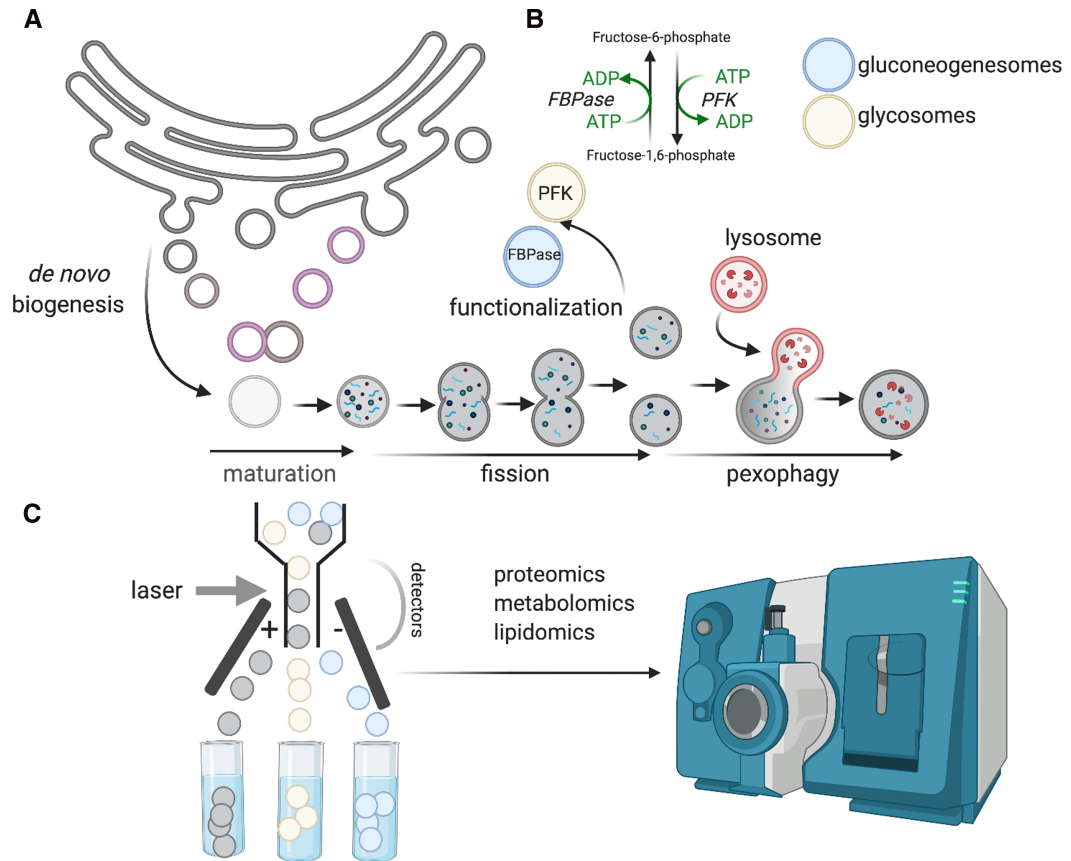 A
de novo
biogenesis
maturation
fission
pexophagy
B
Fructose-6-phosphate
ADP
ATP
FBPase
PFK
ATP
ADP
Fructose-1,6-phosphate
gluconeogenesomes
glycosomes
PFK
FBPase
functionalization
lysosome
C
laser
+
-
detectors
proteomics
metabolomics
lipidomics